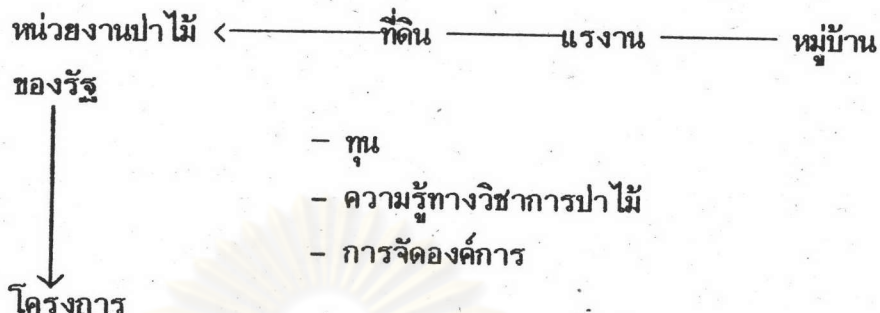 หน่วยงานป่าไม้ <———— ที่ดิน ———— แรงงาน ———— หมู่บ้าน
ของรัฐ
- ทุน
- ความรู้ทางวิชาการป่าไม้
- การจัดองค์การ
โครงการ